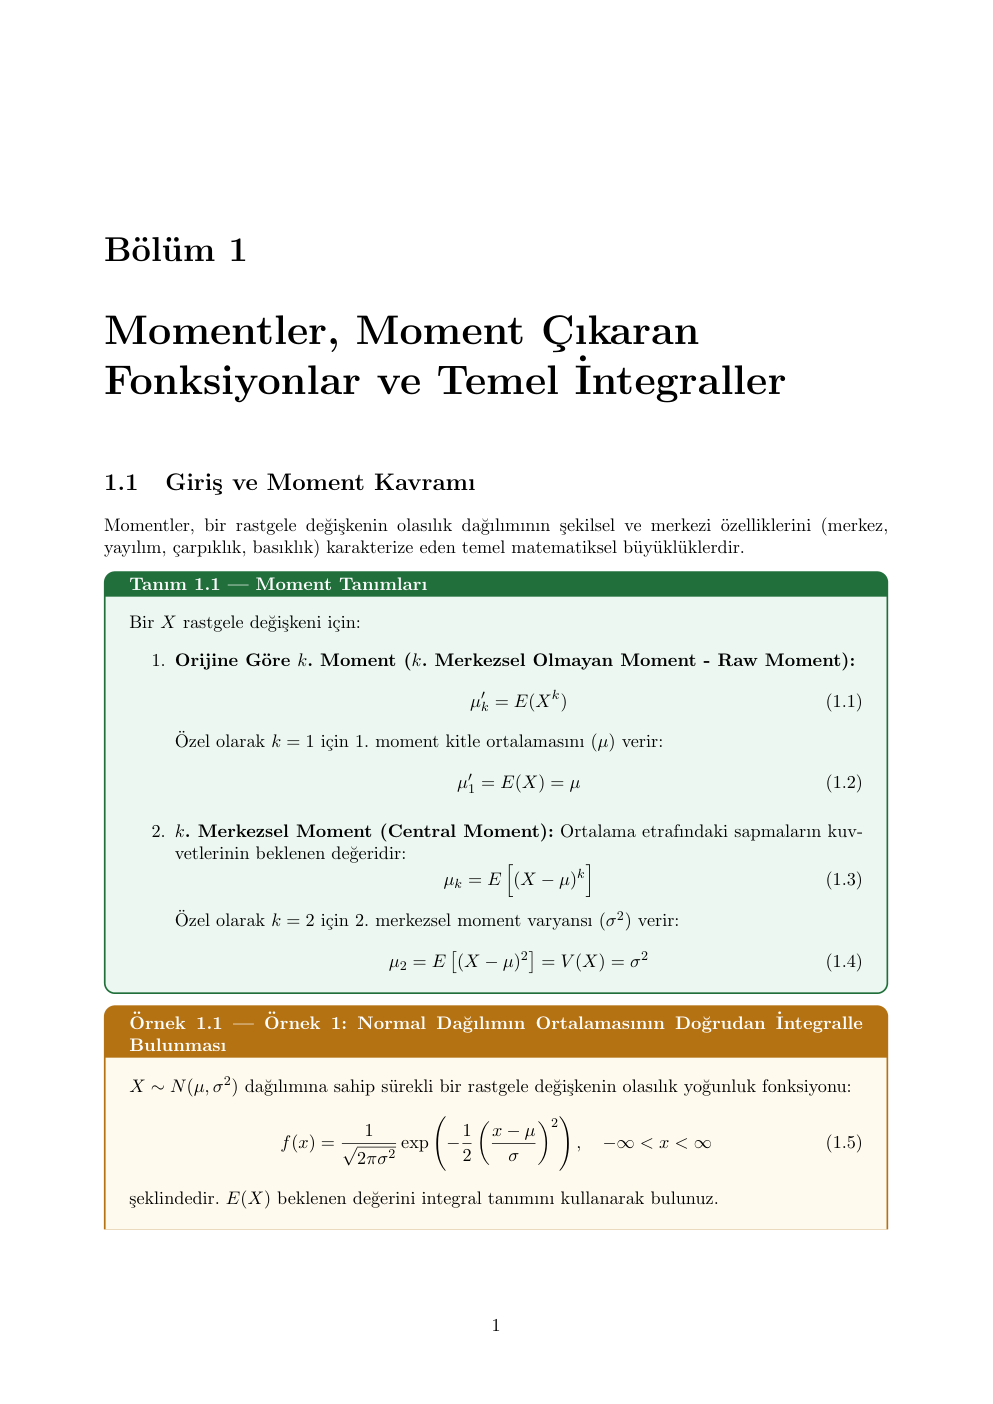 Bölüm 1
Momentler, Moment Çıkaran
Fonksiyonlar ve Temel İntegraller
1.1 Giriş ve Moment Kavramı
Momentler, bir rastgele değişkenin olasılık dağılımının şekilsel ve merkezi özelliklerini (merkez,
yayılım, çarpıklık, basıklık) karakterize eden temel matematiksel büyüklüklerdir.
Tanım 1.1 — Moment Tanımları
Bir X rastgele değişkeni için:
1. Orijine Göre k. Moment (k. Merkezsel Olmayan Moment - Raw Moment):
μ′_k = E(X^k) (1.1)
Özel olarak k = 1 için 1. moment kitle ortalamasını (μ) verir:
μ′_1 = E(X) = μ (1.2)
2. k. Merkezsel Moment (Central Moment): Ortalama etrafındaki sapmaların kuv-
vetlerinin beklenen değeridir:
μ_k = E [(X − μ)^k] (1.3)
Özel olarak k = 2 için 2. merkezsel moment varyansı (σ²) verir:
μ_2 = E [(X − μ)²] = V(X) = σ² (1.4)
Örnek 1.1 — Örnek 1: Normal Dağılımın Ortalamasının Doğrudan İntegralle
Bulunması
X ∼ N(μ, σ²) dağılımına sahip sürekli bir rastgele değişkenin olasılık yoğunluk fonksiyonu:
f(x) = 1/√(2πσ²) exp (−1/2 ((x − μ)/σ)²), −∞ < x < ∞ (1.5)
şeklindedir. E(X) beklenen değerini integral tanımını kullanarak bulunuz.
1